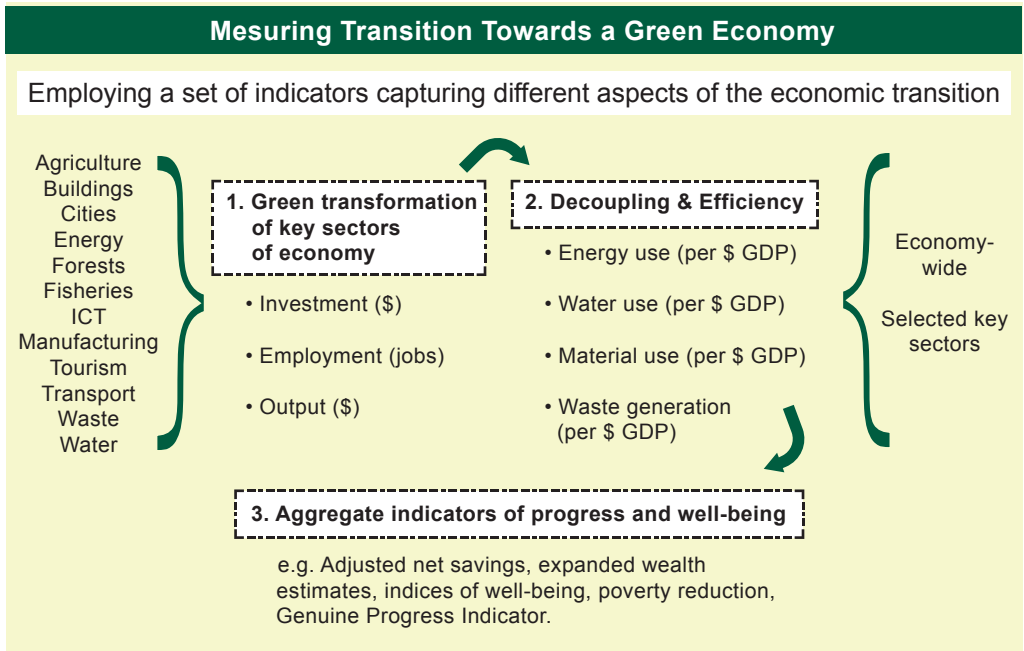 Mesuring Transition Towards a Green Economy
Employing a set of indicators capturing different aspects of the economic transition
Agriculture
Buildings
Cities
Energy
Forests
Fisheries
ICT
Manufacturing
Tourism
Transport
Waste
Water
1. Green transformation
of key sectors
of economy
• Investment ($)
• Employment (jobs)
• Output ($)
2. Decoupling & Efficiency
• Energy use (per $ GDP)
• Water use (per $ GDP)
• Material use (per $ GDP)
• Waste generation
(per $ GDP)
Economy-
wide
Selected key
sectors
3. Aggregate indicators of progress and well-being
e.g. Adjusted net savings, expanded wealth
estimates, indices of well-being, poverty reduction,
Genuine Progress Indicator.